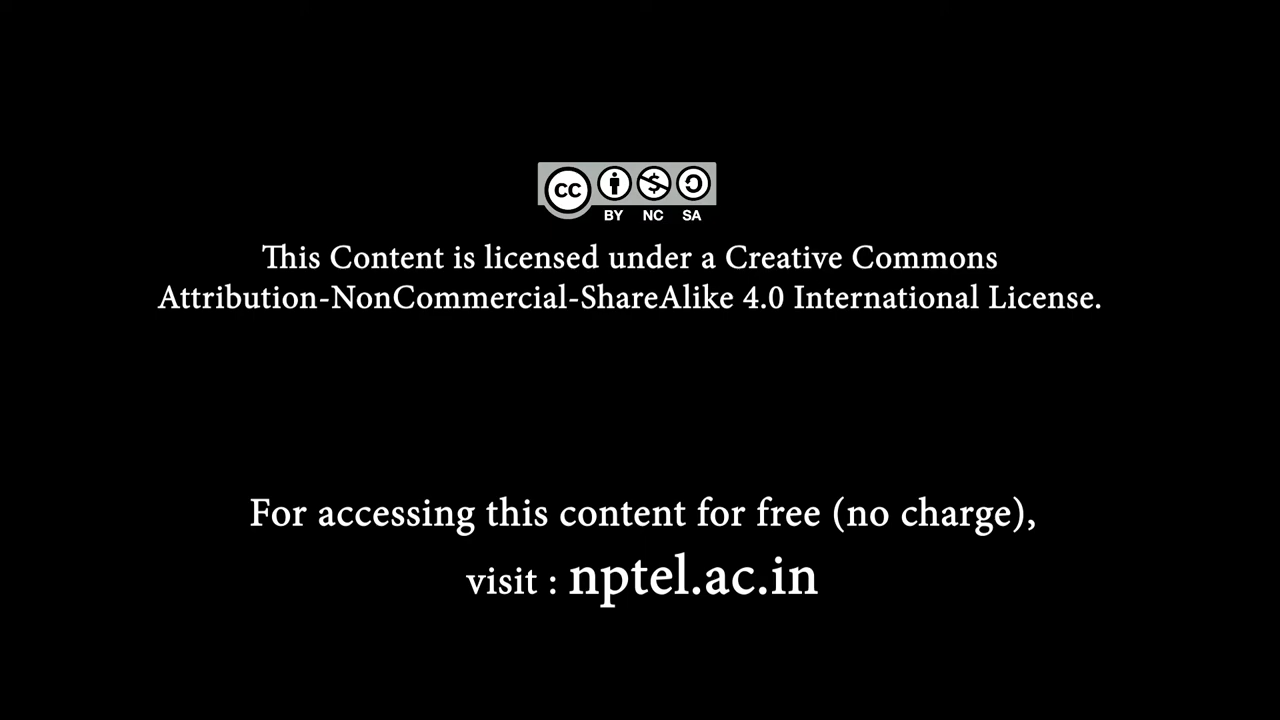 cc
BY NC SA
This Content is licensed under a Creative Commons
Attribution-NonCommercial-ShareAlike 4.0 International License.
For accessing this content for free (no charge),
visit : nptel.ac.in